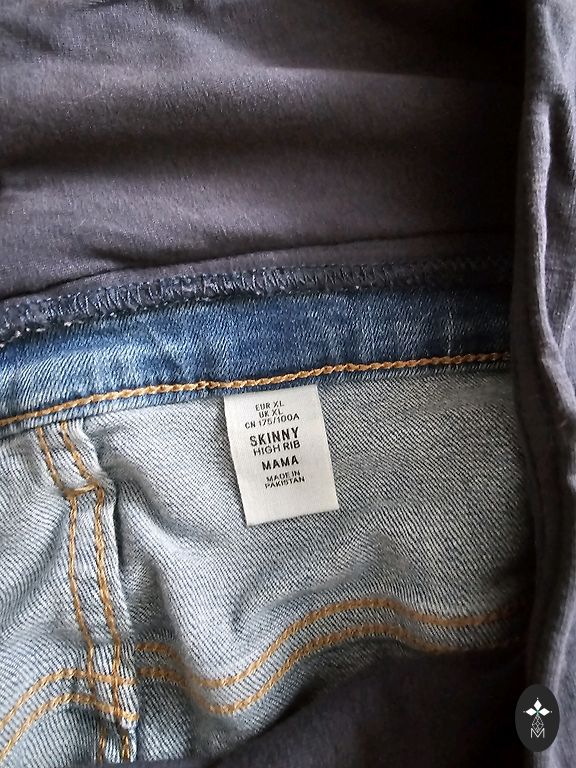 EUR XL
UK XL
CN 175/100A
SKINNY
HIGH RIB
MAMA
MADE IN
PAKISTAN
M